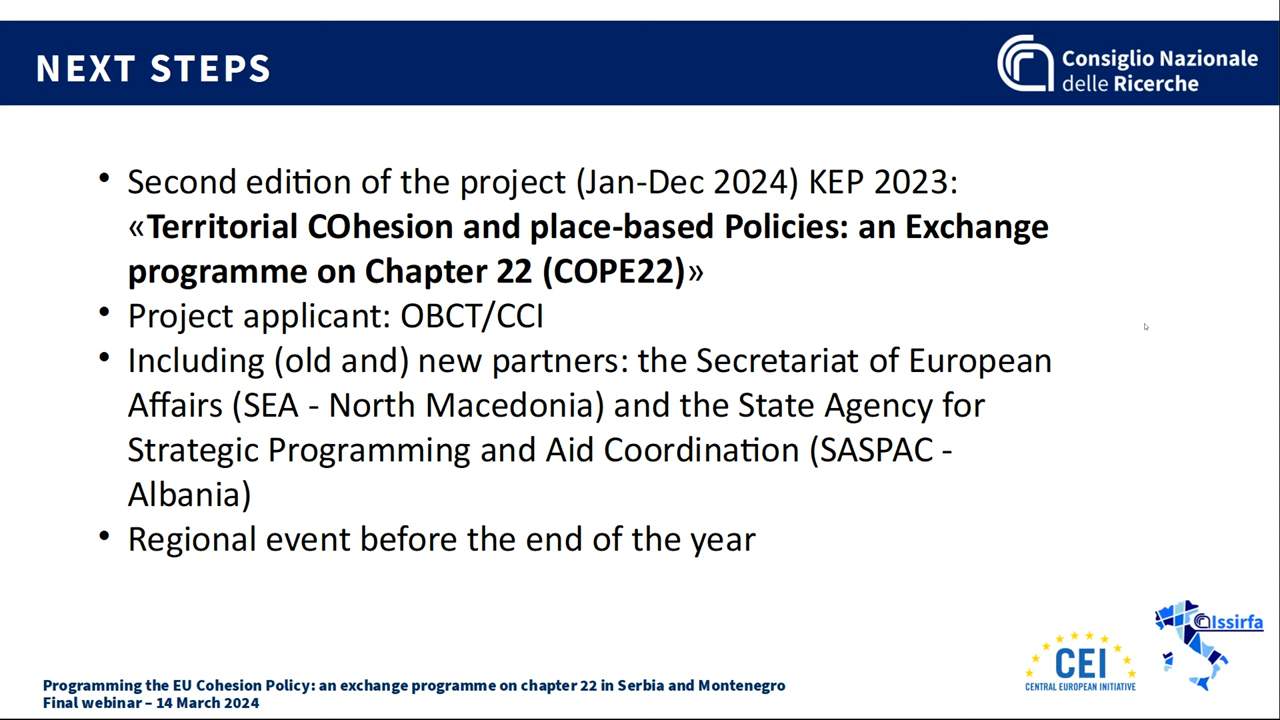 NEXT STEPS
Consiglio Nazionale
delle Ricerche
• Second edition of the project (Jan-Dec 2024) KEP 2023:
«Territorial COhesion and place-based Policies: an Exchange
programme on Chapter 22 (COPE22)»
• Project applicant: OBCT/CCI
• Including (old and) new partners: the Secretariat of European
Affairs (SEA - North Macedonia) and the State Agency for
Strategic Programming and Aid Coordination (SASPAC -
Albania)
• Regional event before the end of the year
Issirfa
CEI
CENTRAL EUROPEAN INITIATIVE
Programming the EU Cohesion Policy: an exchange programme on chapter 22 in Serbia and Montenegro
Final webinar – 14 March 2024